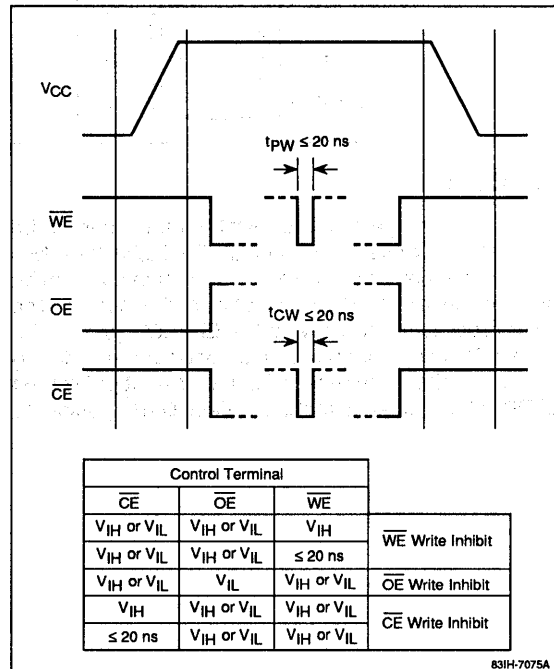 VCC
tPW ≤ 20 ns
WE
OE
tCW ≤ 20 ns
CE
Control Terminal
CE OE WE
VIH or VIL VIH or VIL VIH WE Write Inhibit
VIH or VIL VIH or VIL ≤ 20 ns
VIH or VIL VIL VIH or VIL OE Write Inhibit
VIH VIH or VIL VIH or VIL CE Write Inhibit
≤ 20 ns VIH or VIL VIH or VIL
83IH-7075A